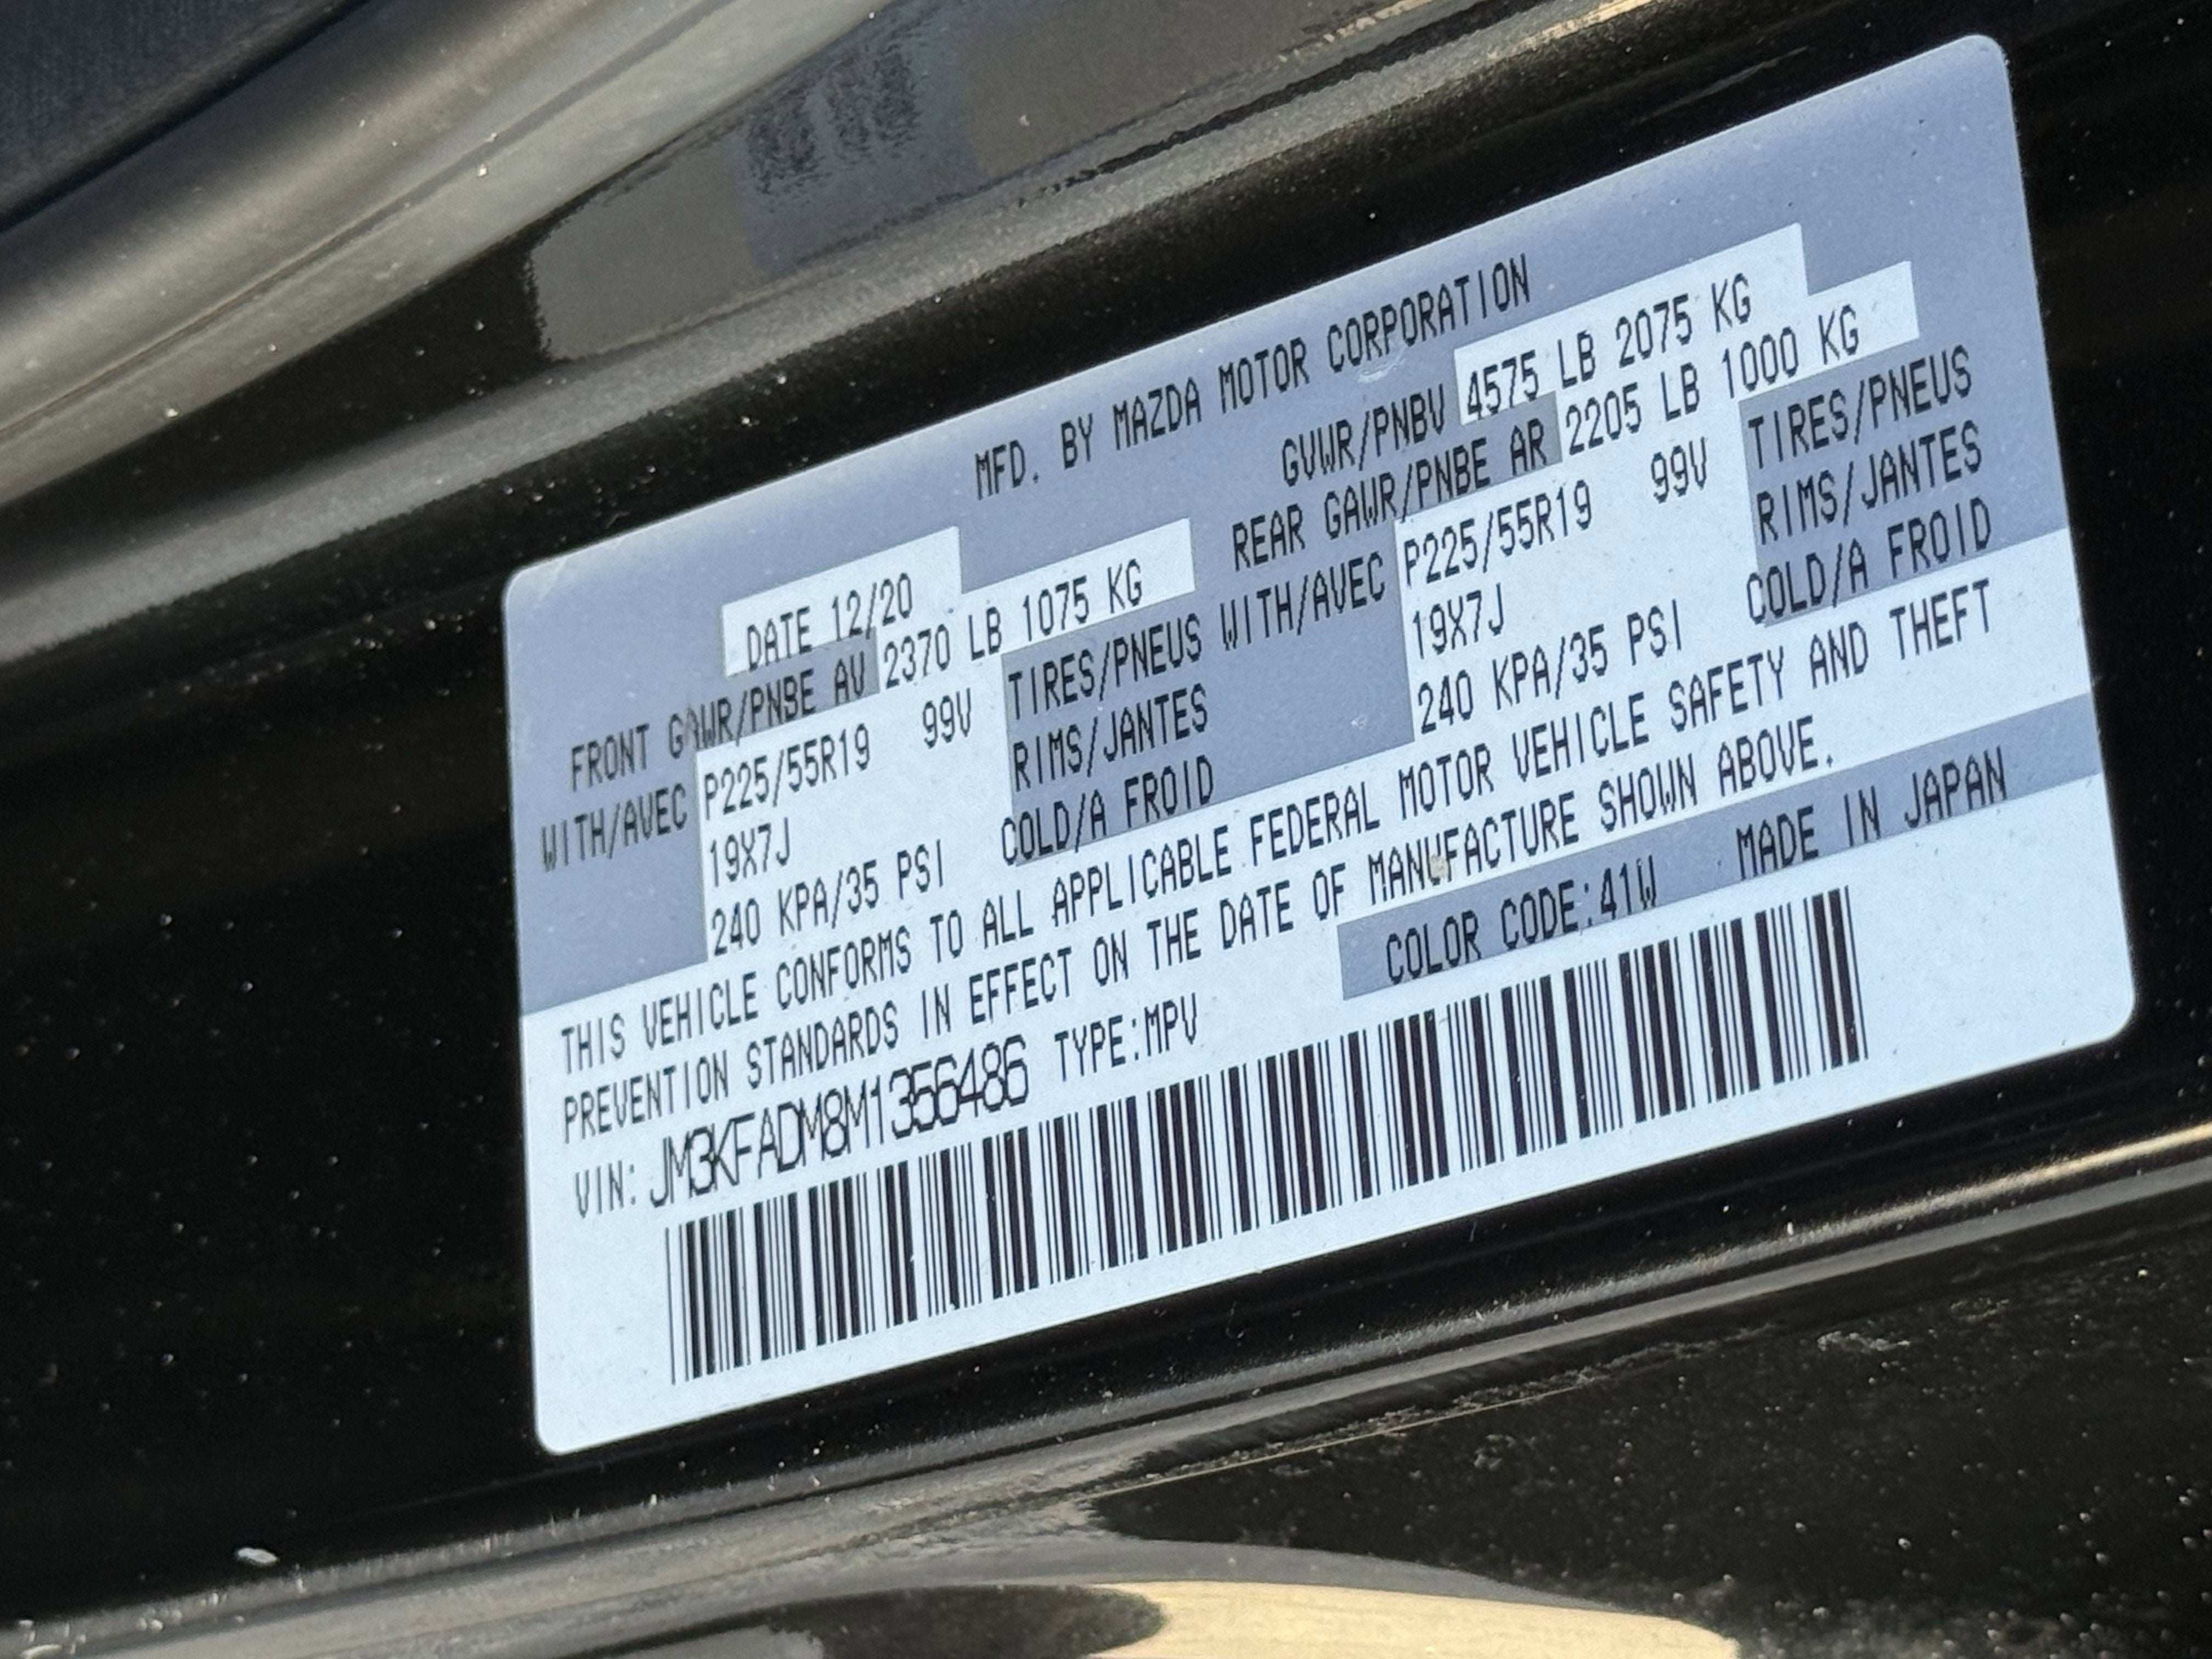 MFD. BY MAZDA MOTOR CORPORATION
DATE 12/20 GVWR/PNBV 4575 LB 2075 KG
FRONT GAWR/PNBE AV 2370 LB 1075 KG REAR GAWR/PNBE AR 2205 LB 1000 KG
WITH/AVEC P225/55R19 99V TIRES/PNEUS WITH/AVEC P225/55R19 99V TIRES/PNEUS
19X7J RIMS/JANTES 19X7J RIMS/JANTES
240 KPA/35 PSI COLD/A FROID 240 KPA/35 PSI COLD/A FROID
THIS VEHICLE CONFORMS TO ALL APPLICABLE FEDERAL MOTOR VEHICLE SAFETY AND THEFT
PREVENTION STANDARDS IN EFFECT ON THE DATE OF MANUFACTURE SHOWN ABOVE.
VIN: JM3KFADM8M1356486 TYPE:MPV COLOR CODE:41W MADE IN JAPAN